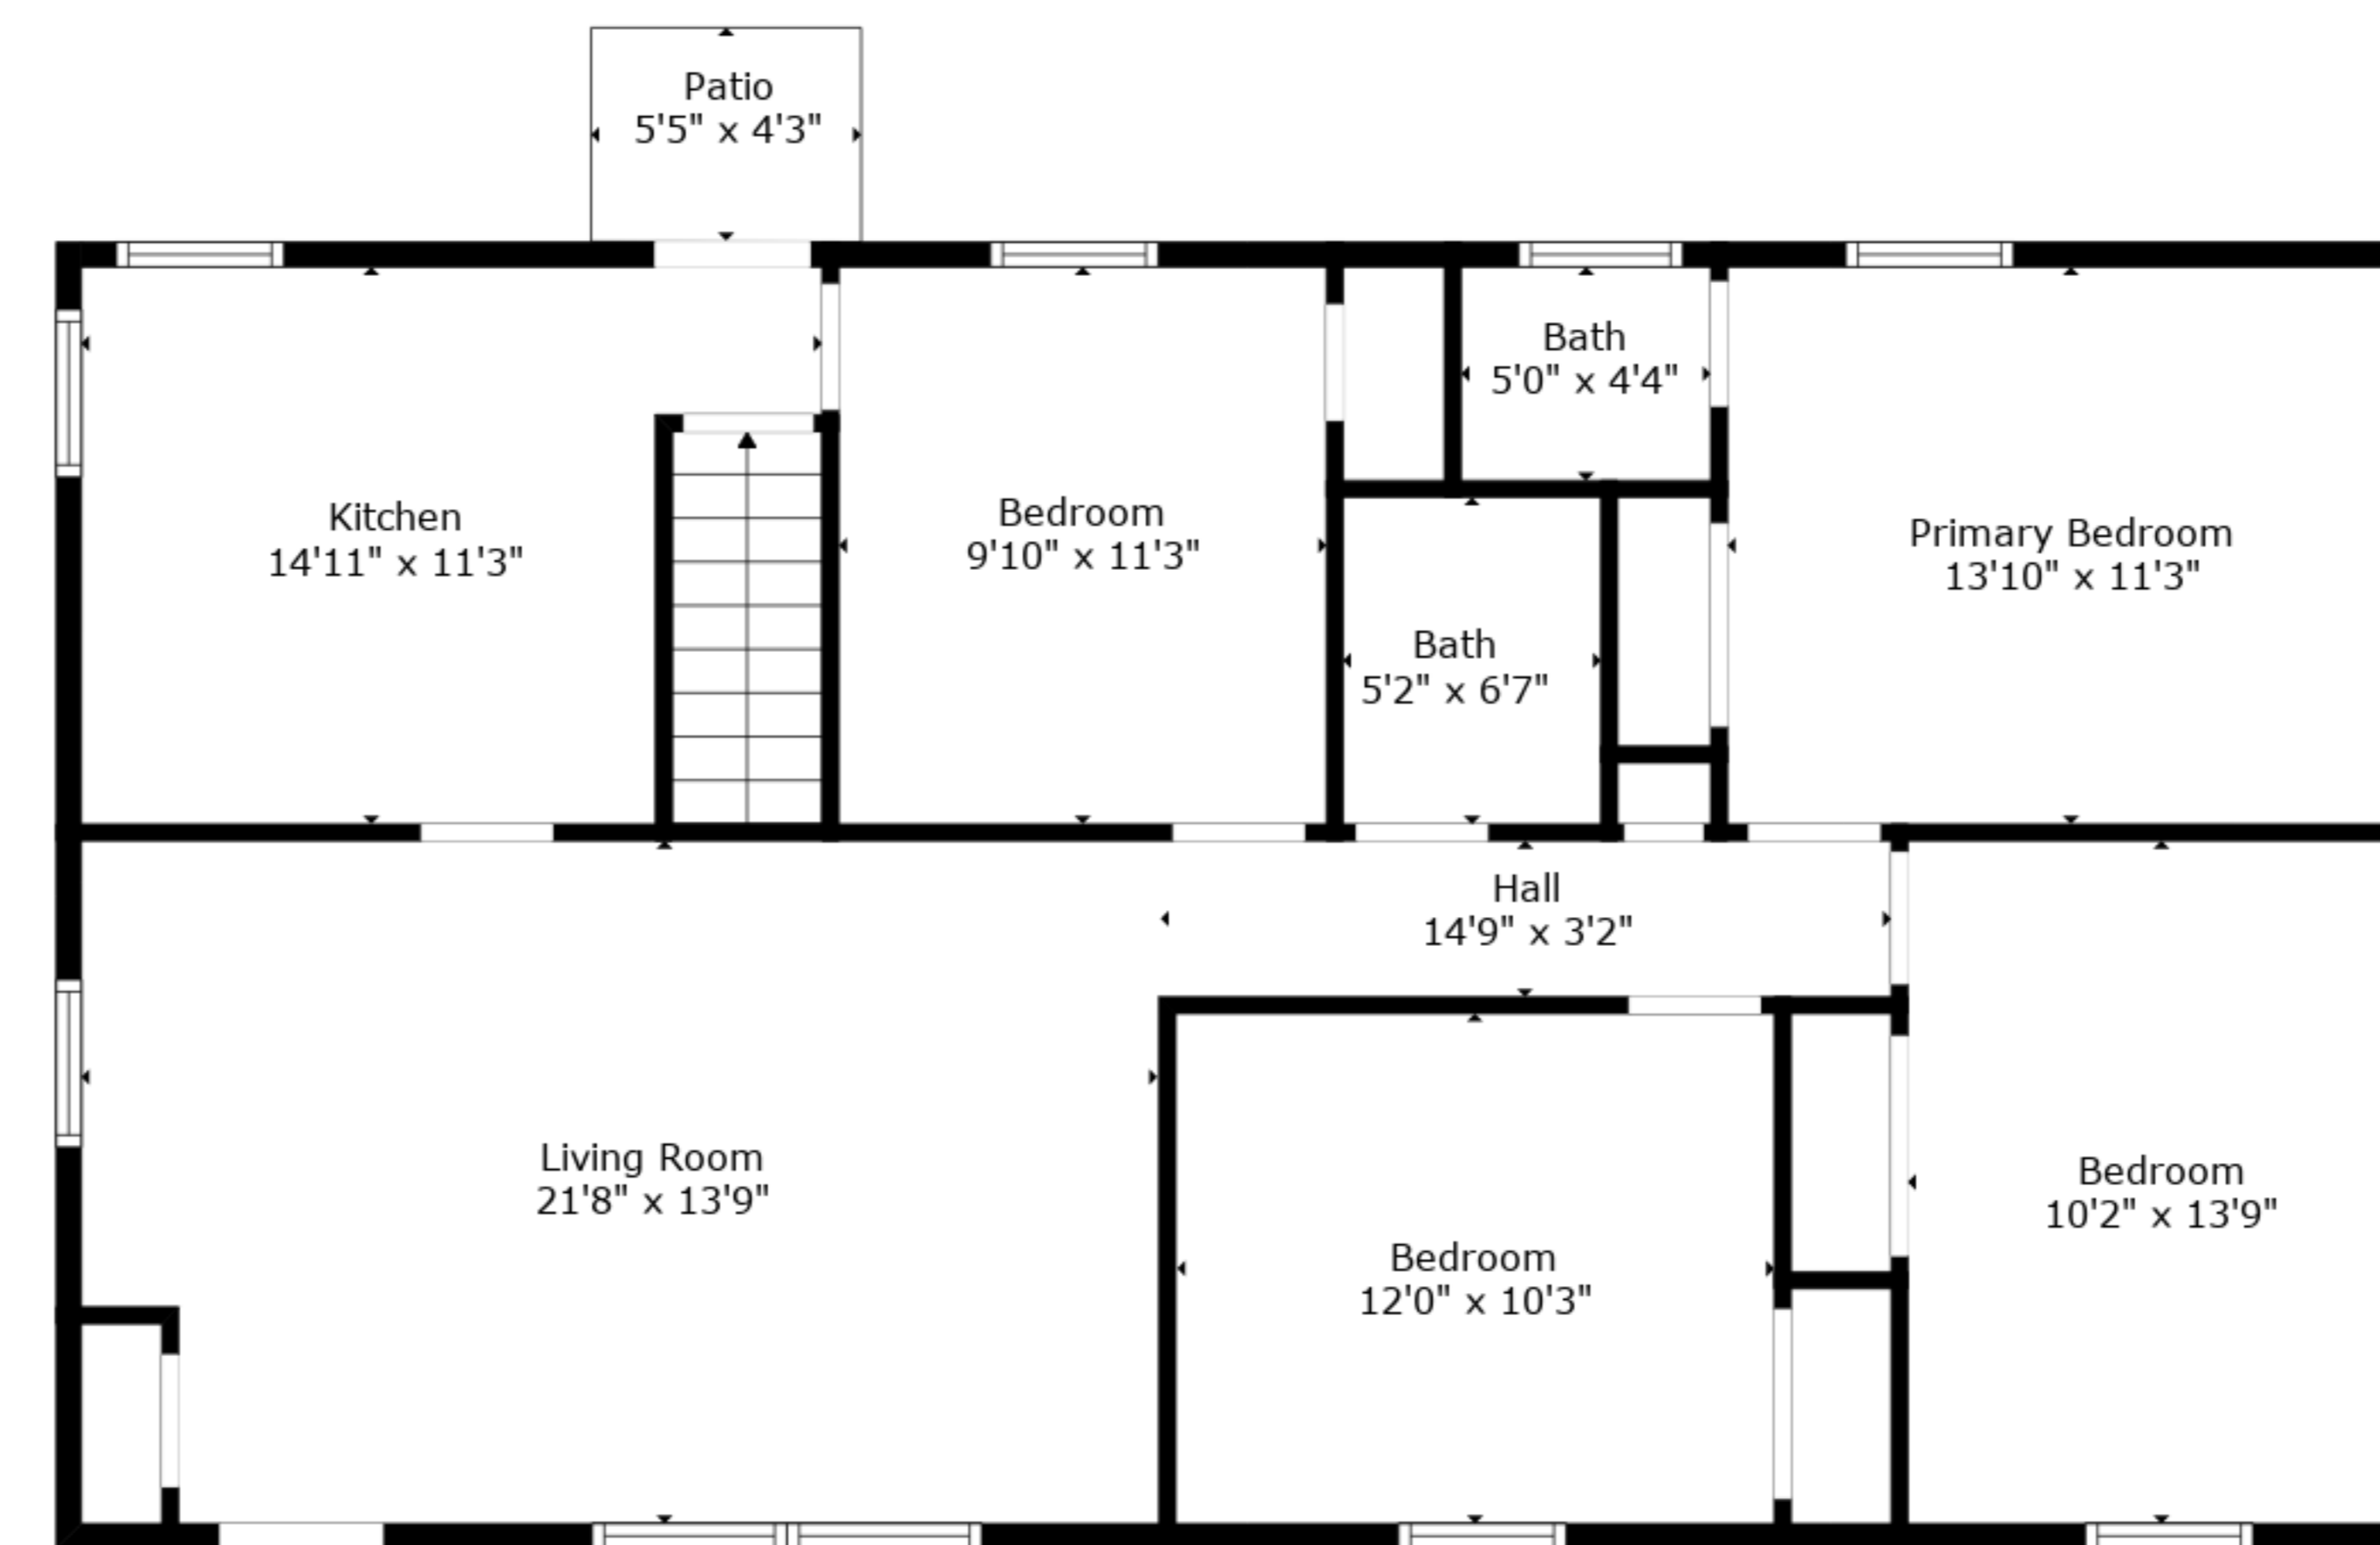 Patio
5'5" x 4'3"
Bath
5'0" x 4'4"
Kitchen
14'11" x 11'3"
Bedroom
9'10" x 11'3"
Primary Bedroom
13'10" x 11'3"
Bath
5'2" x 6'7"
Hall
14'9" x 3'2"
Living Room
21'8" x 13'9"
Bedroom
10'2" x 13'9"
Bedroom
12'0" x 10'3"